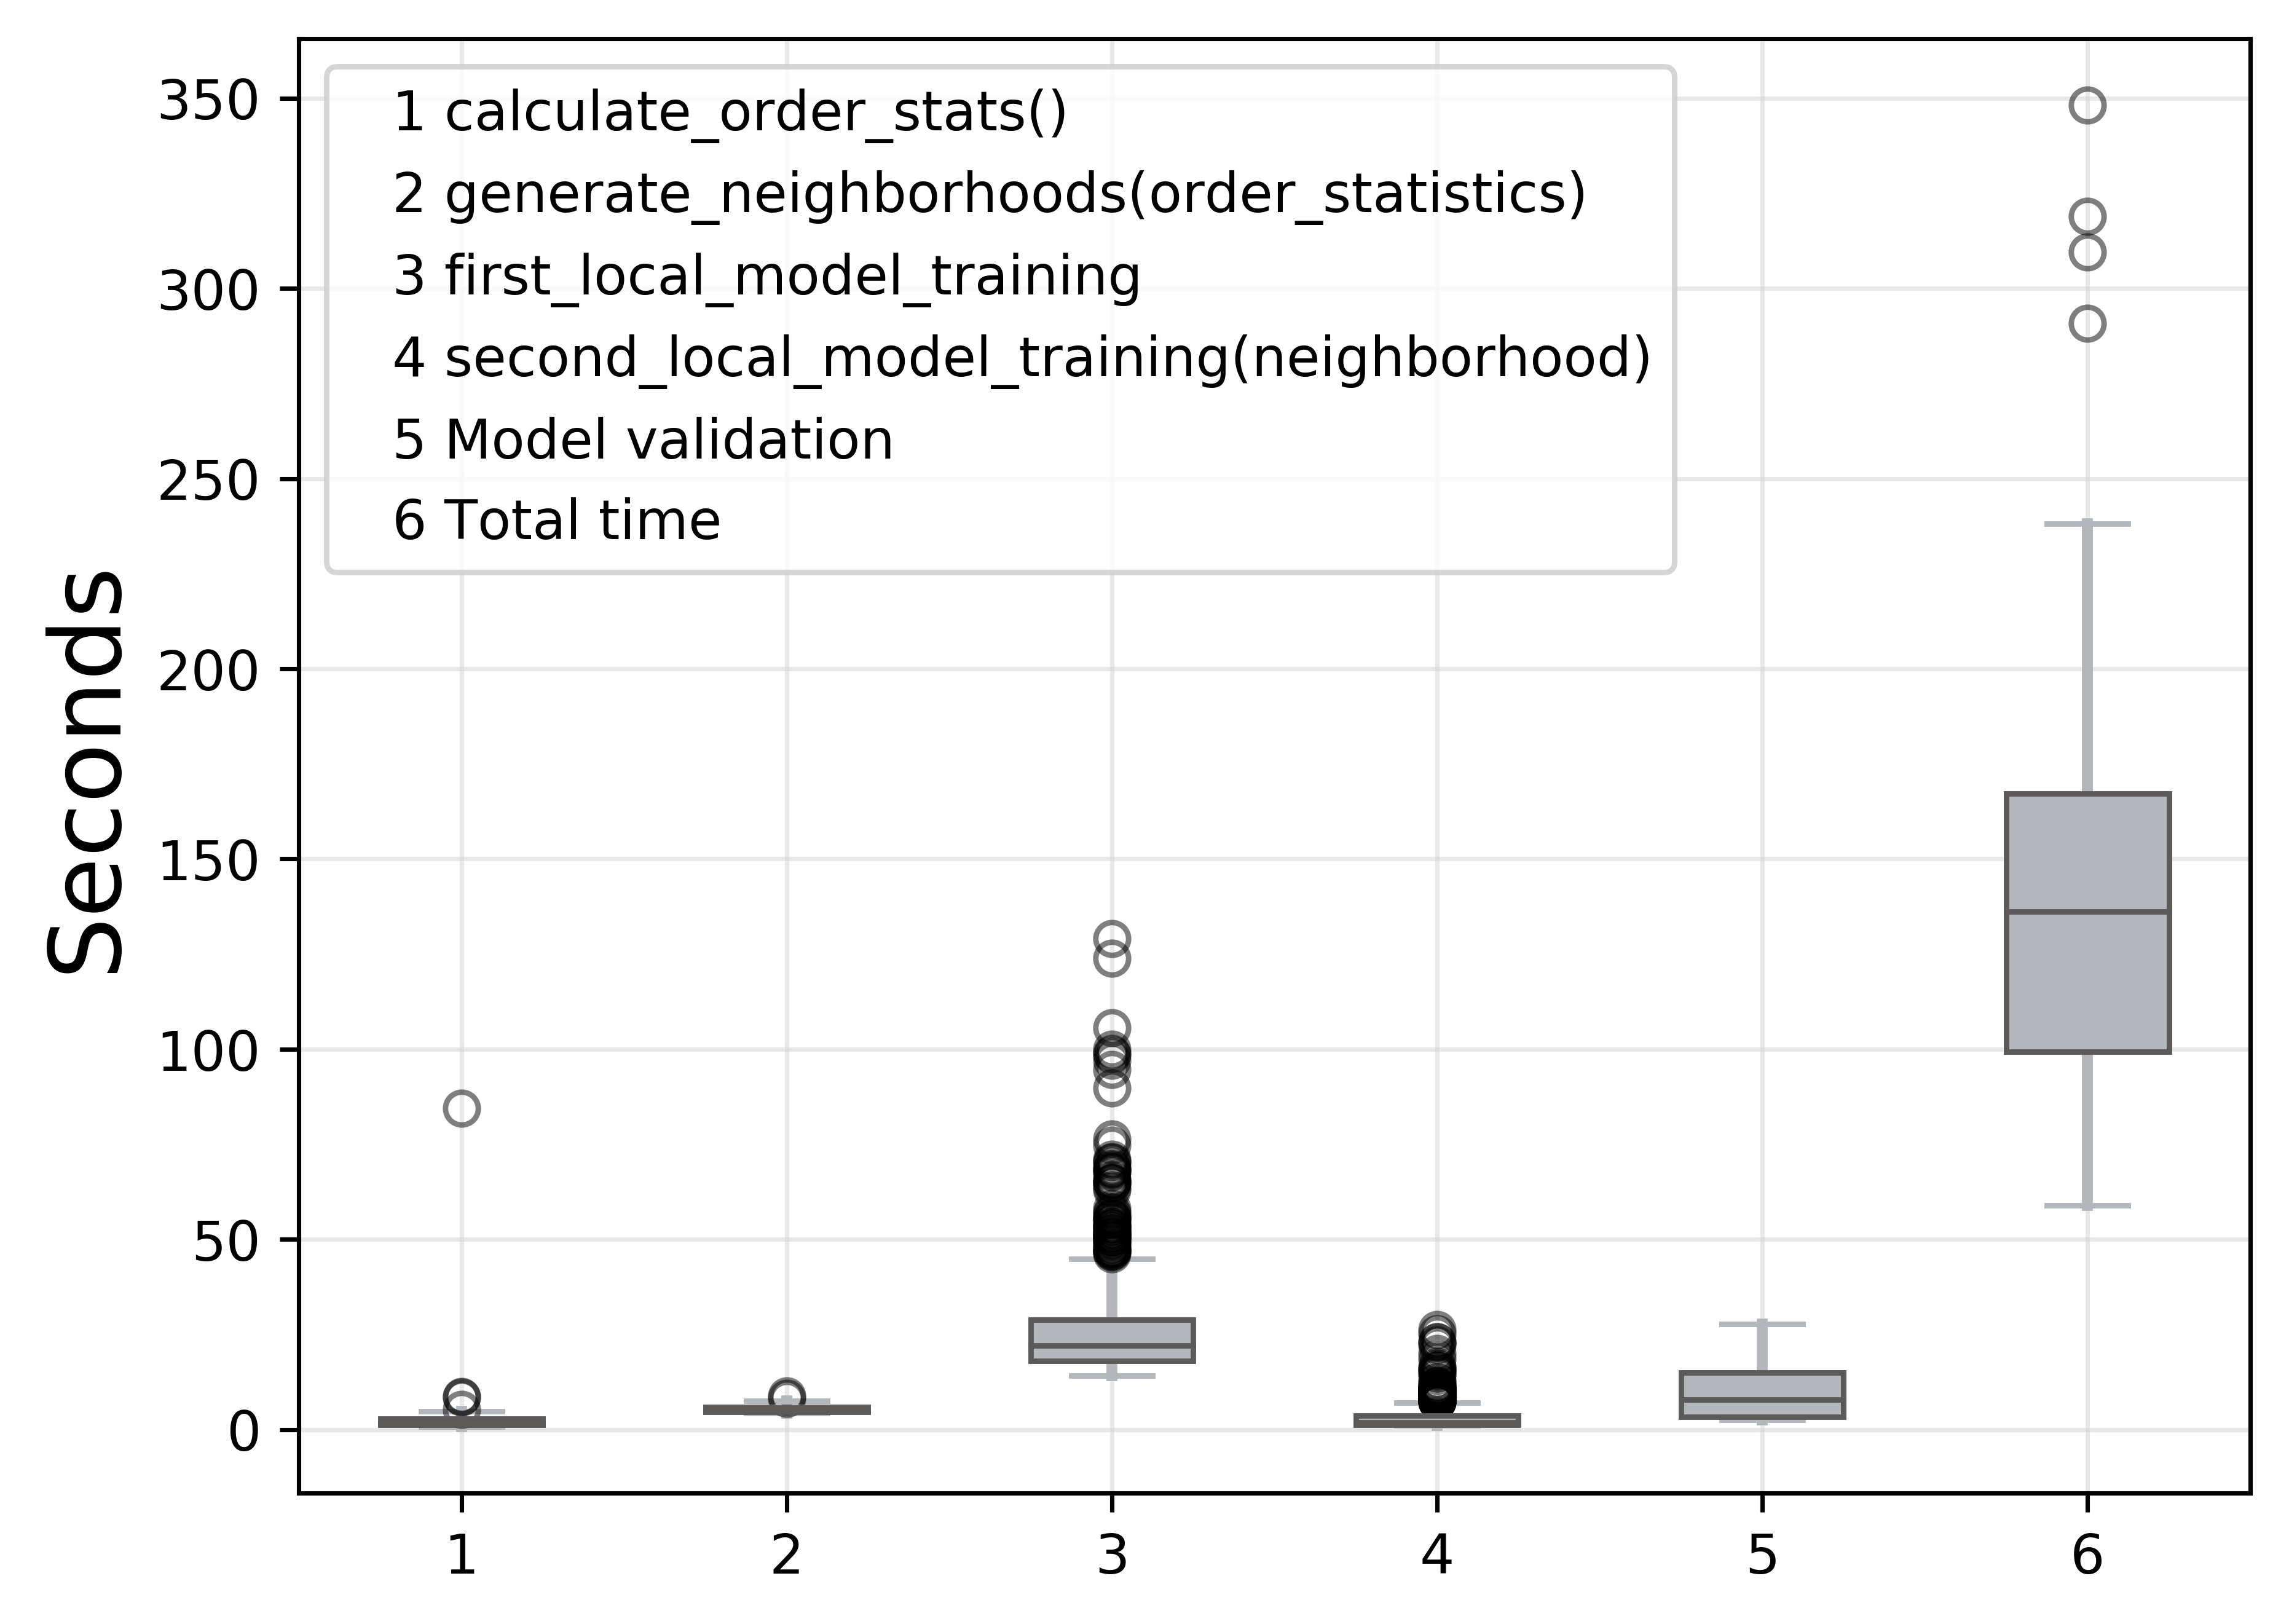 1 calculate_order_stats()
2 generate_neighborhoods(order_statistics)
3 first_local_model_training
4 second_local_model_training(neighborhood)
5 Model validation
6 Total time
Seconds
350
300
250
200
150
100
50
0
1 2 3 4 5 6